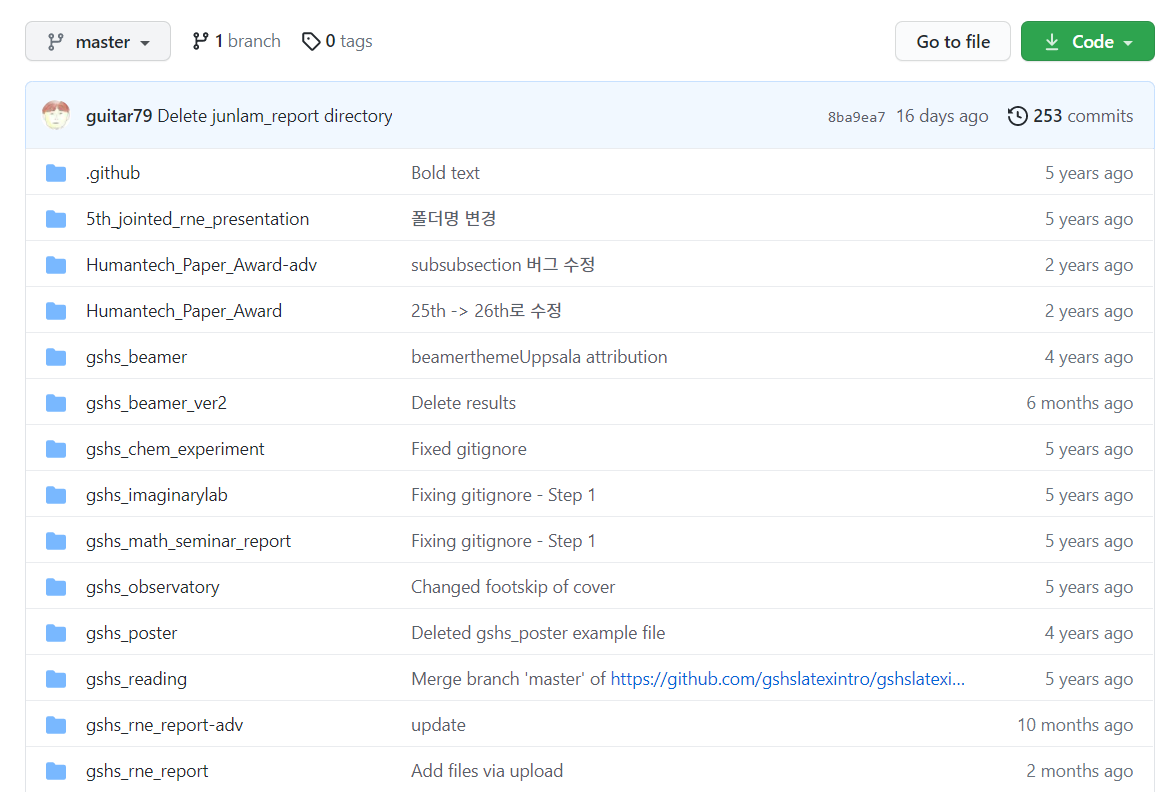 master 1 branch 0 tags Go to file Code
guitar79 Delete junlam_report directory 8ba9ea7 16 days ago 253 commits
.github Bold text 5 years ago
5th_jointed_rne_presentation 폴더명 변경 5 years ago
Humantech_Paper_Award-adv subsubsection 버그 수정 2 years ago
Humantech_Paper_Award 25th -> 26th로 수정 2 years ago
gshs_beamer beamerthemeUppsala attribution 4 years ago
gshs_beamer_ver2 Delete results 6 months ago
gshs_chem_experiment Fixed gitignore 5 years ago
gshs_imaginarylab Fixing gitignore - Step 1 5 years ago
gshs_math_seminar_report Fixing gitignore - Step 1 5 years ago
gshs_observatory Changed footskip of cover 5 years ago
gshs_poster Deleted gshs_poster example file 4 years ago
gshs_reading Merge branch 'master' of https://github.com/gshslatexintro/gshslatexi... 5 years ago
gshs_rne_report-adv update 10 months ago
gshs_rne_report Add files via upload 2 months ago